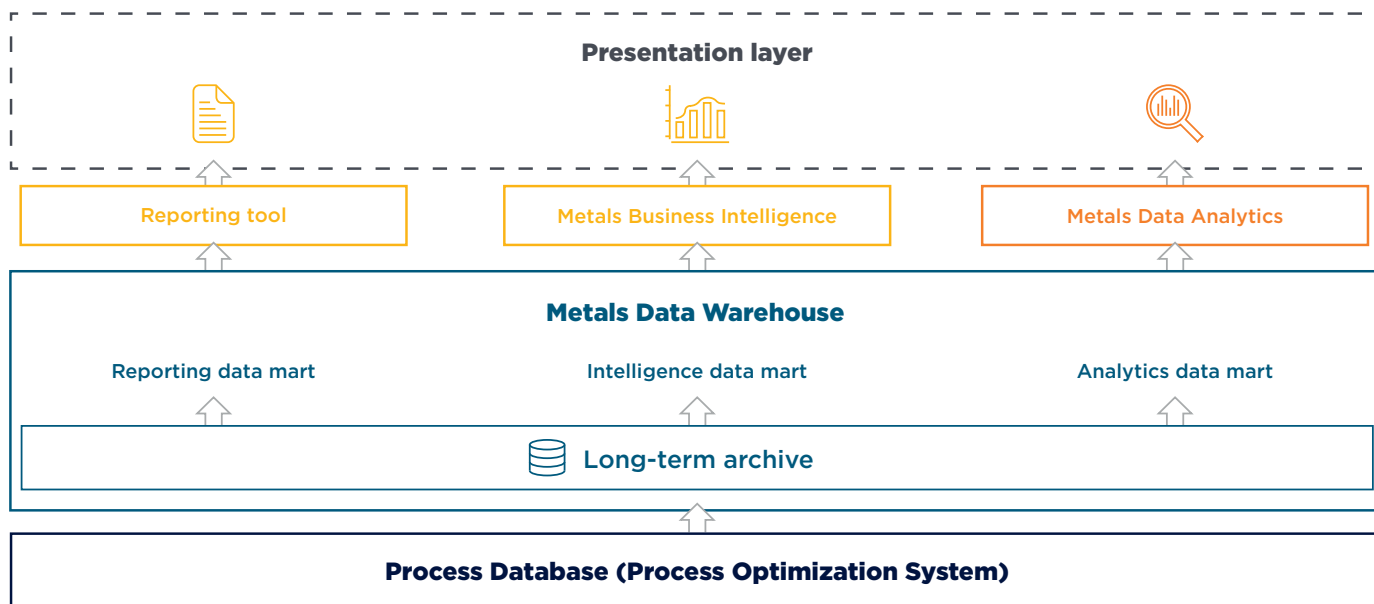 Presentation layer
Reporting tool
Metals Business Intelligence
Metals Data Analytics
Metals Data Warehouse
Reporting data mart
Intelligence data mart
Analytics data mart
Long-term archive
Process Database (Process Optimization System)